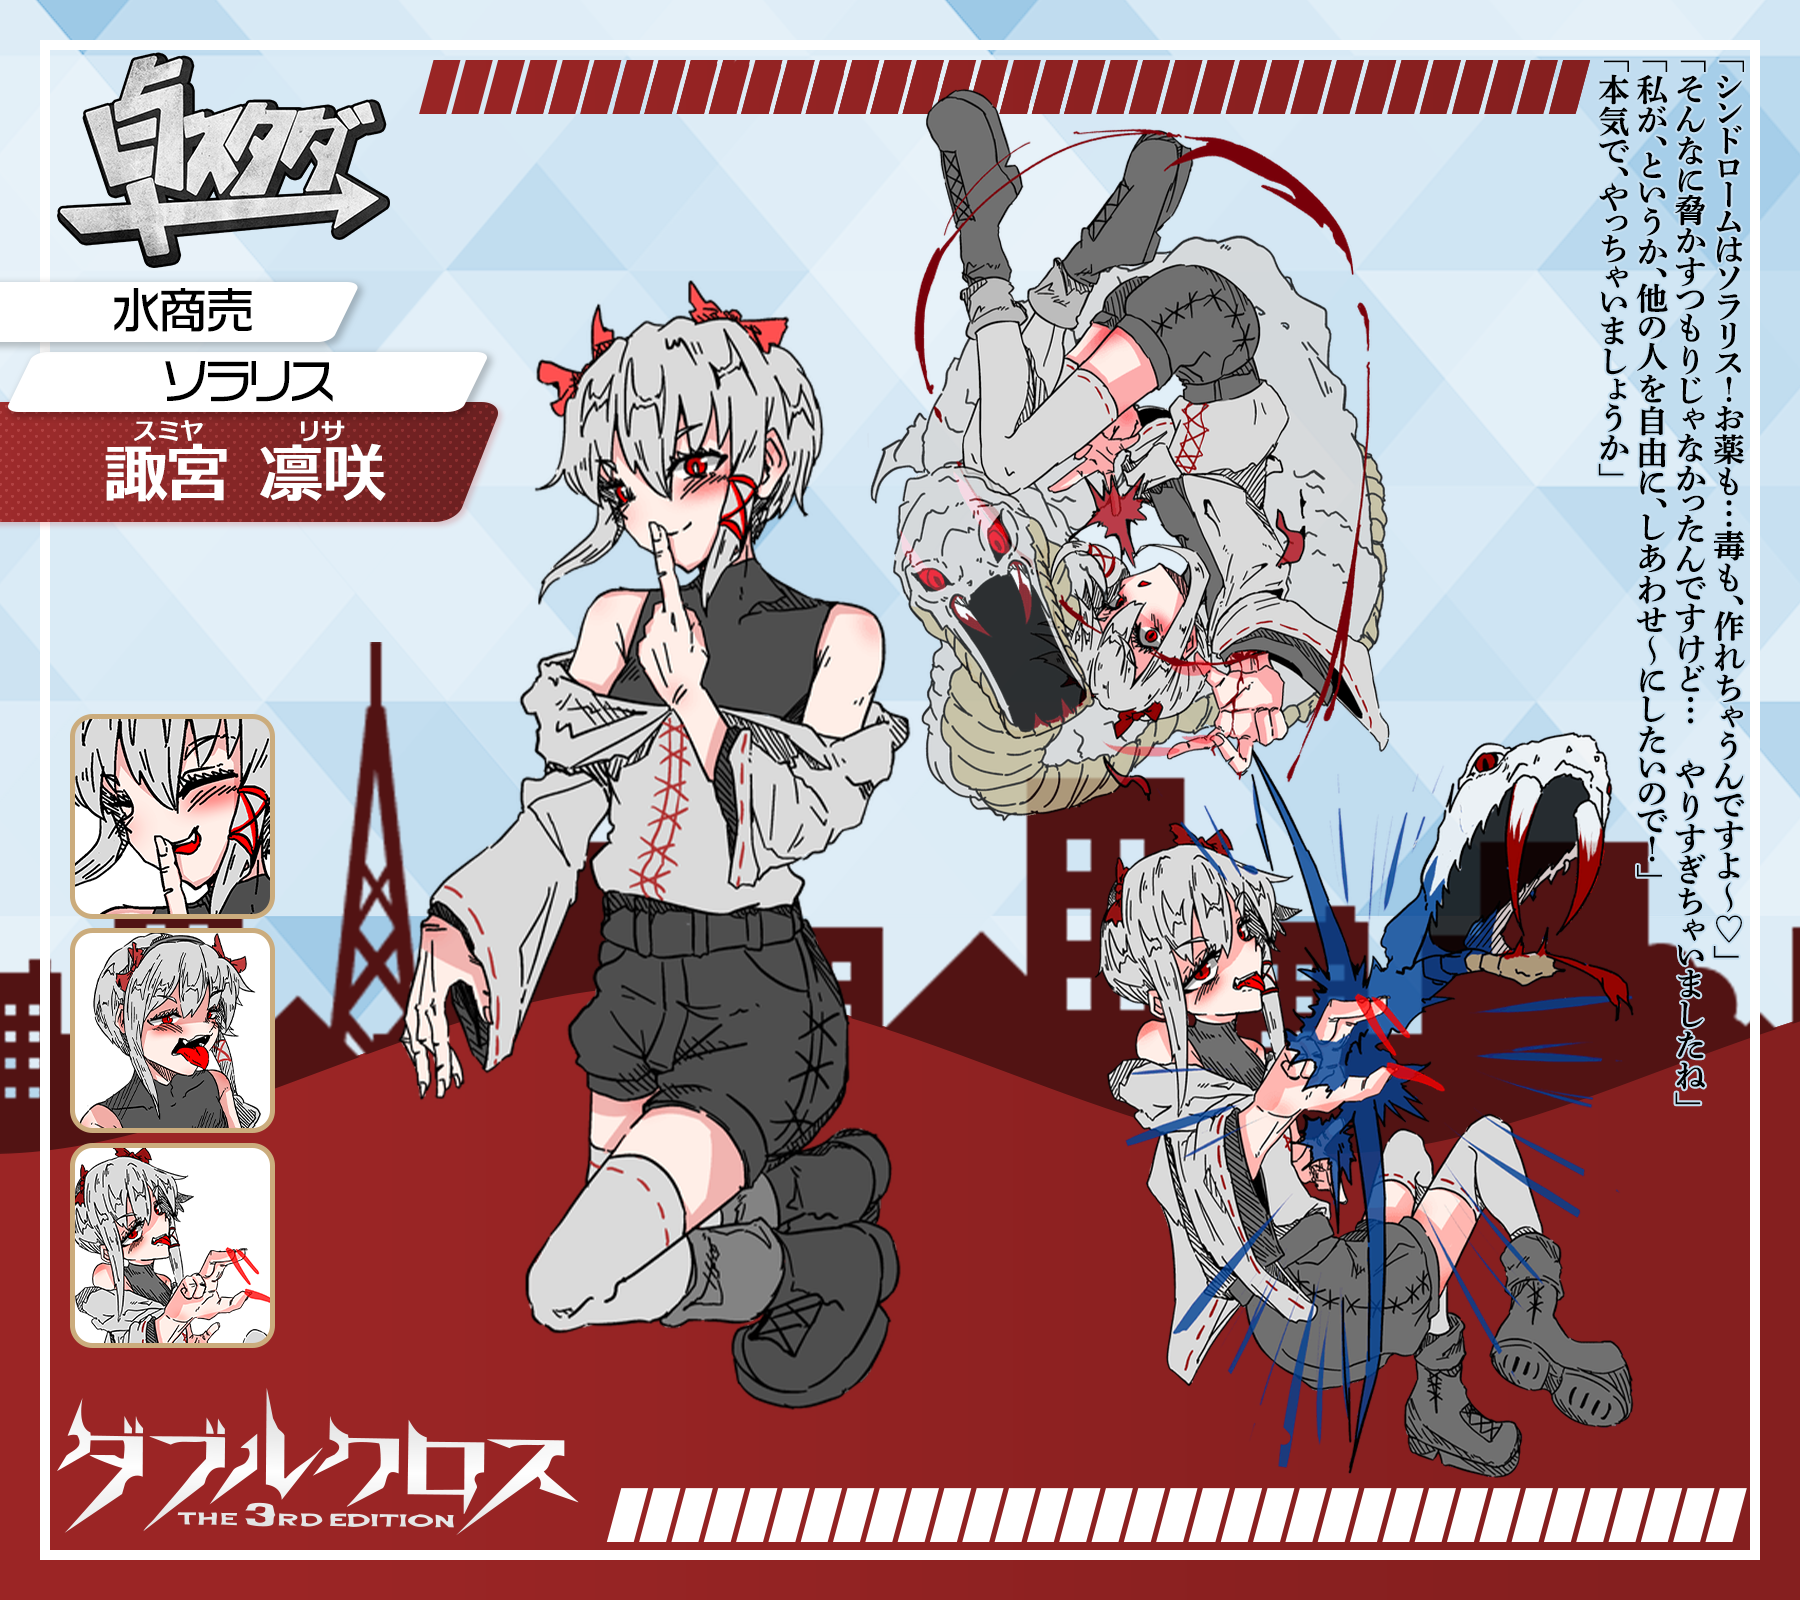 卓スタダ
水商売
ソラリス
スミヤ リサ
諏宮 凛咲
「シンドロームはソラリス！お薬も…毒も、作れちゃうんですよ～♡」
「そんなに脅かすつもりじゃなかったんですけど… やりすぎちゃいましたね」
「私が、というか、他の人を自由に、しあわせ～にしたいので！」
「本気で、やっちゃいましょうか」
ダブルクロス
THE 3RD EDITION